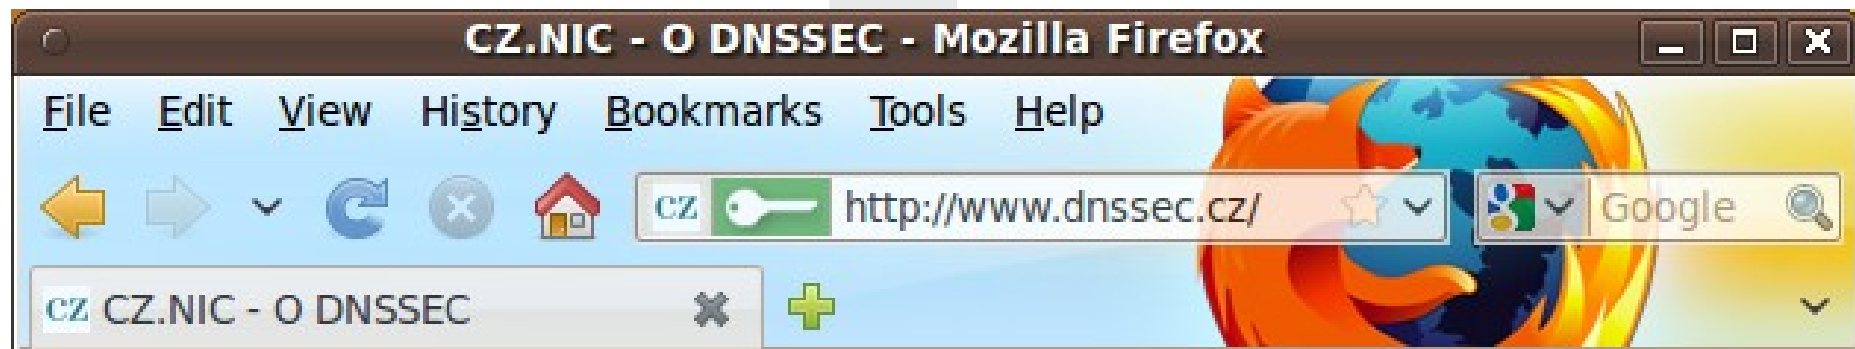 CZ.NIC - O DNSSEC - Mozilla Firefox
File Edit View History Bookmarks Tools Help
CZ http://www.dnssec.cz/ Google
CZ CZ.NIC - O DNSSEC